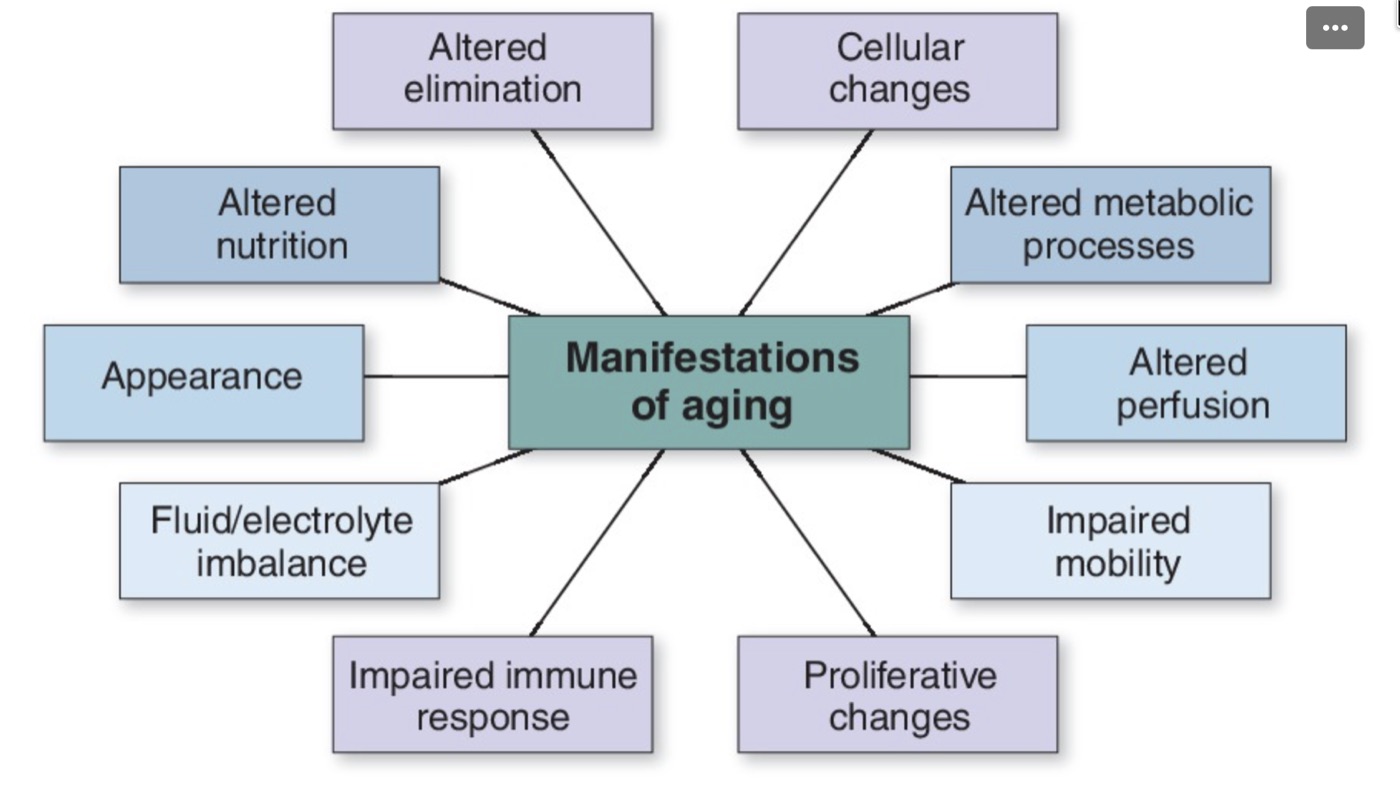 Altered
elimination
Cellular
changes
Altered
nutrition
Altered metabolic
processes
Appearance
Manifestations
of aging
Altered
perfusion
Fluid/electrolyte
imbalance
Impaired
mobility
Impaired immune
response
Proliferative
changes